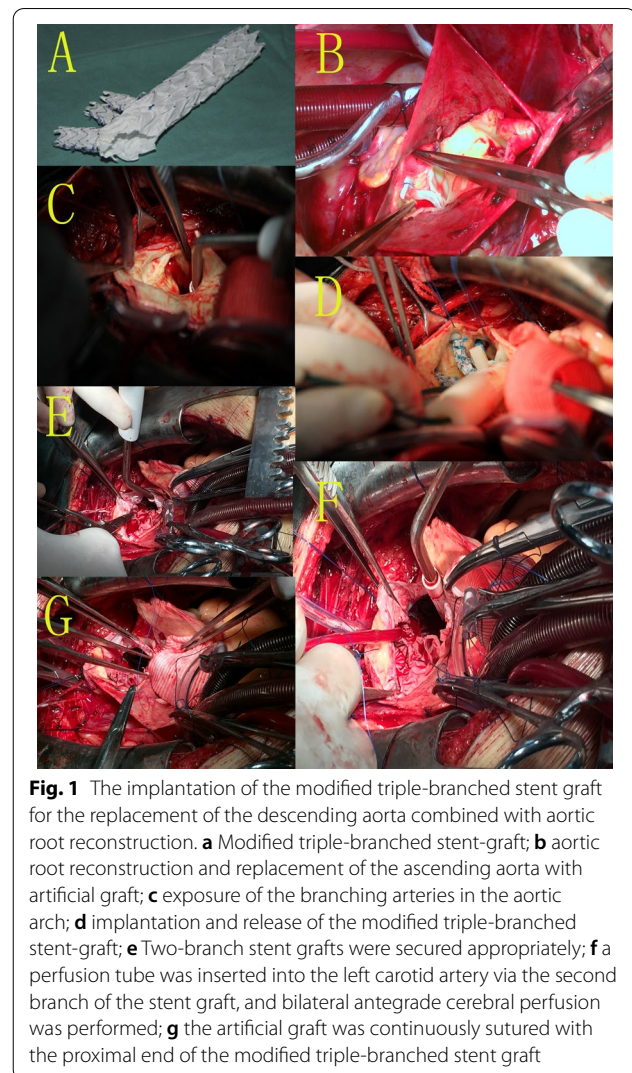 A
B
C
D
E
F
G
Fig. 1 The implantation of the modified triple-branched stent graft
for the replacement of the descending aorta combined with aortic
root reconstruction. a Modified triple-branched stent-graft; b aortic
root reconstruction and replacement of the ascending aorta with
artificial graft; c exposure of the branching arteries in the aortic
arch; d implantation and release of the modified triple-branched
stent-graft; e Two-branch stent grafts were secured appropriately; f a
perfusion tube was inserted into the left carotid artery via the second
branch of the stent graft, and bilateral antegrade cerebral perfusion
was performed; g the artificial graft was continuously sutured with
the proximal end of the modified triple-branched stent graft